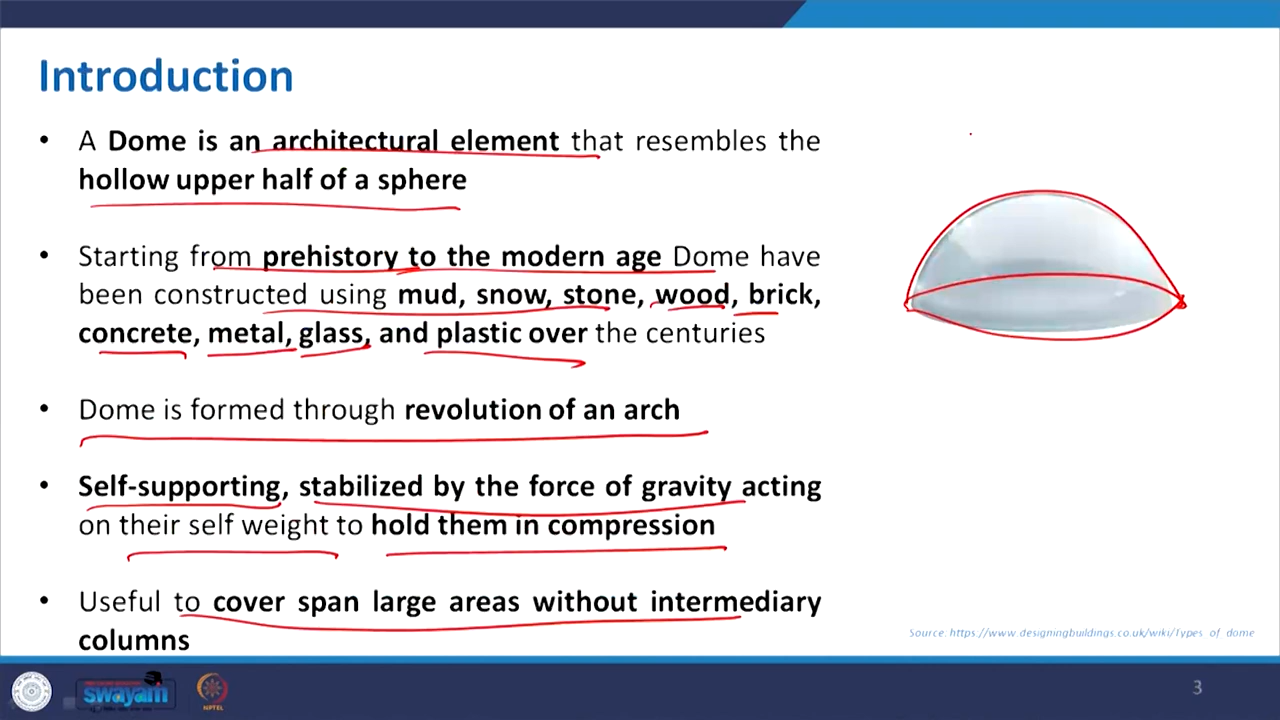 Introduction
• A Dome is an architectural element that resembles the
hollow upper half of a sphere
• Starting from prehistory to the modern age Dome have
been constructed using mud, snow, stone, wood, brick,
concrete, metal, glass, and plastic over the centuries
• Dome is formed through revolution of an arch
• Self-supporting, stabilized by the force of gravity acting
on their self weight to hold them in compression
• Useful to cover span large areas without intermediary
columns
Source: https://www.designingbuildings.co.uk/wiki/Types_of_dome
swayam
NPTEL
3